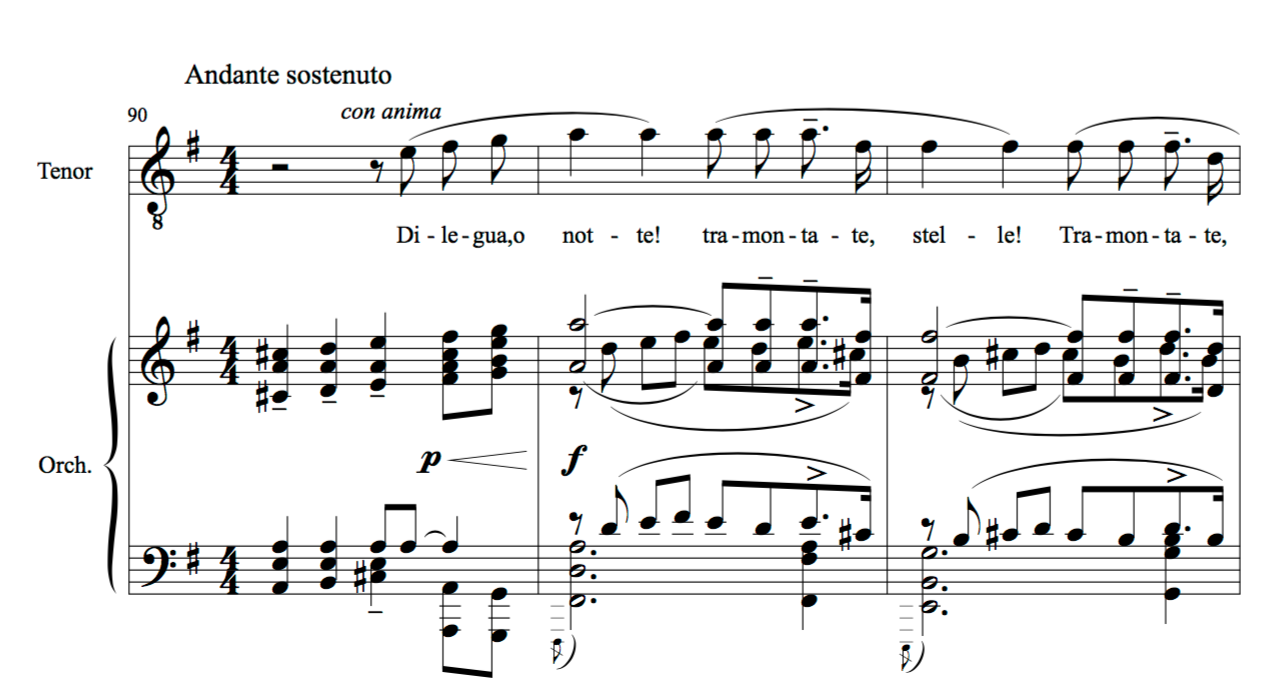 Andante sostenuto
90
con anima
Tenor
8
Di - le - gua,o not - te! tra - mon - ta - te, stel - le! Tra - mon - ta - te,
Orch.
p f